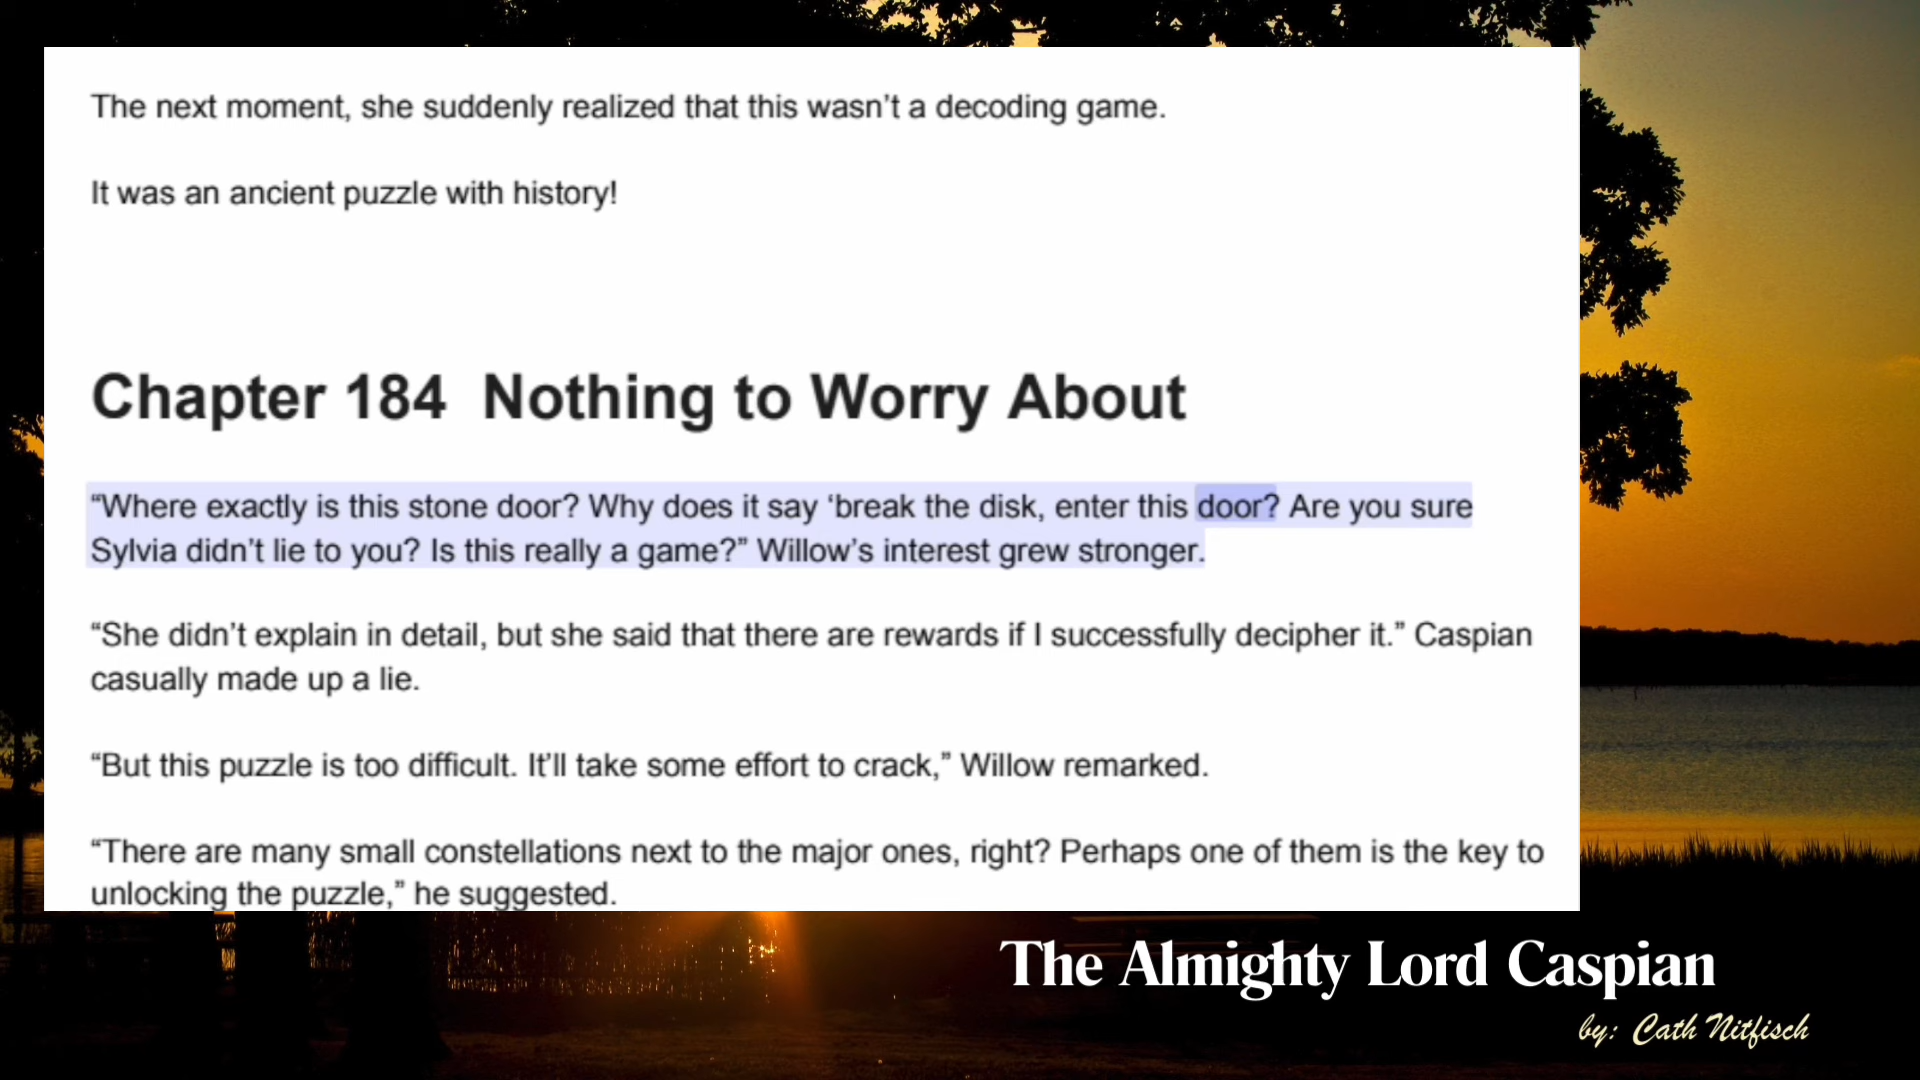 The next moment, she suddenly realized that this wasn’t a decoding game.
It was an ancient puzzle with history!
Chapter 184  Nothing to Worry About
“Where exactly is this stone door? Why does it say ‘break the disk, enter this door? Are you sure
Sylvia didn’t lie to you? Is this really a game?” Willow’s interest grew stronger.
“She didn’t explain in detail, but she said that there are rewards if I successfully decipher it.” Caspian
casually made up a lie.
“But this puzzle is too difficult. It’ll take some effort to crack,” Willow remarked.
“There are many small constellations next to the major ones, right? Perhaps one of them is the key to
unlocking the puzzle,” he suggested.
The Almighty Lord Caspian
by: Cath Nitfisch